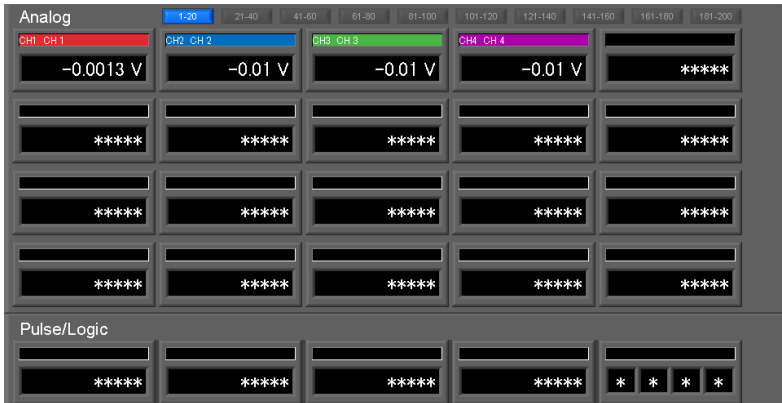 Analog 1-20 21-40 41-60 61-80 81-100 101-120 121-140 141-160 161-180 181-200
CH1 CH 1 CH2 CH 2 CH3 CH 3 CH4 CH 4
-0.0013 V -0.01 V -0.01 V -0.01 V *****
***** ***** ***** ***** *****
***** ***** ***** ***** *****
***** ***** ***** ***** *****
Pulse/Logic
***** ***** ***** ***** * * * *